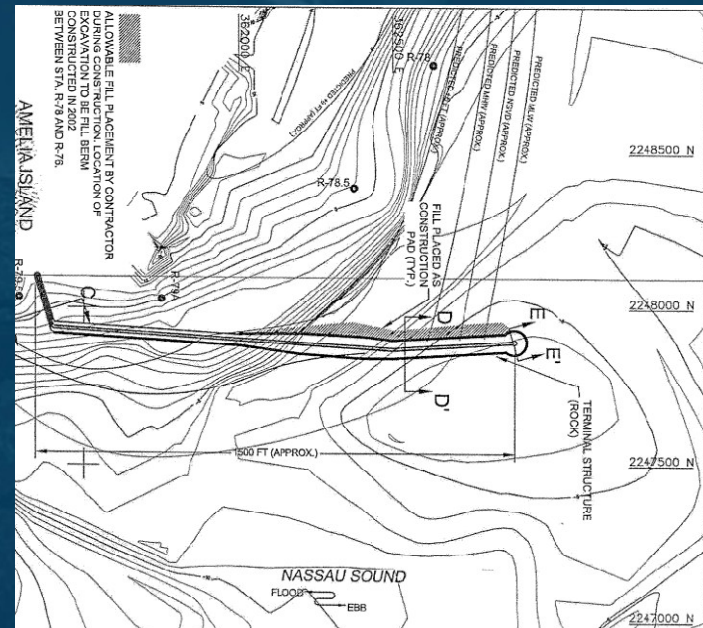 ALLOWABLE FILL PLACEMENT BY CONTRACTOR
DURING CONSTRUCTION. LOCATION OF
EXCAVATION TO BE FILL BERM
CONSTRUCTED IN 2002
BETWEEN STA. R-78 AND R-76.
AMELIA ISLAND
362000 E
362500 E
R-78
R-78.5
R-79A
R-79.5
PREDICTED MHW (APPROX.)
PREDICTED NGVD (APPROX.)
PREDICTED MLW (APPROX.)
FILL PLACED AS
CONSTRUCTION
PAD (TYP.)
2248500 N
2248000 N
2247500 N
2247000 N
C
D
D'
E
E'
TERMINAL STRUCTURE
(ROCK)
1500 FT (APPROX.)
NASSAU SOUND
FLOOD
EBB